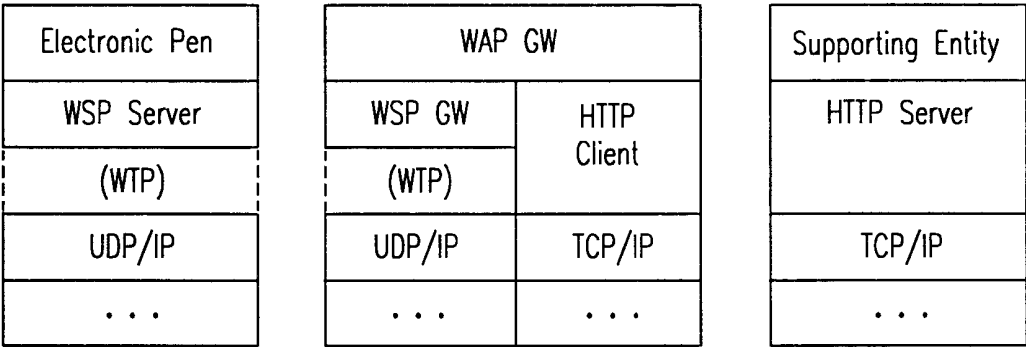 Electronic Pen
WSP Server
(WTP)
UDP/IP
...
WAP GW
WSP GW
(WTP)
UDP/IP
...
HTTP
Client
TCP/IP
...
Supporting Entity
HTTP Server
TCP/IP
...